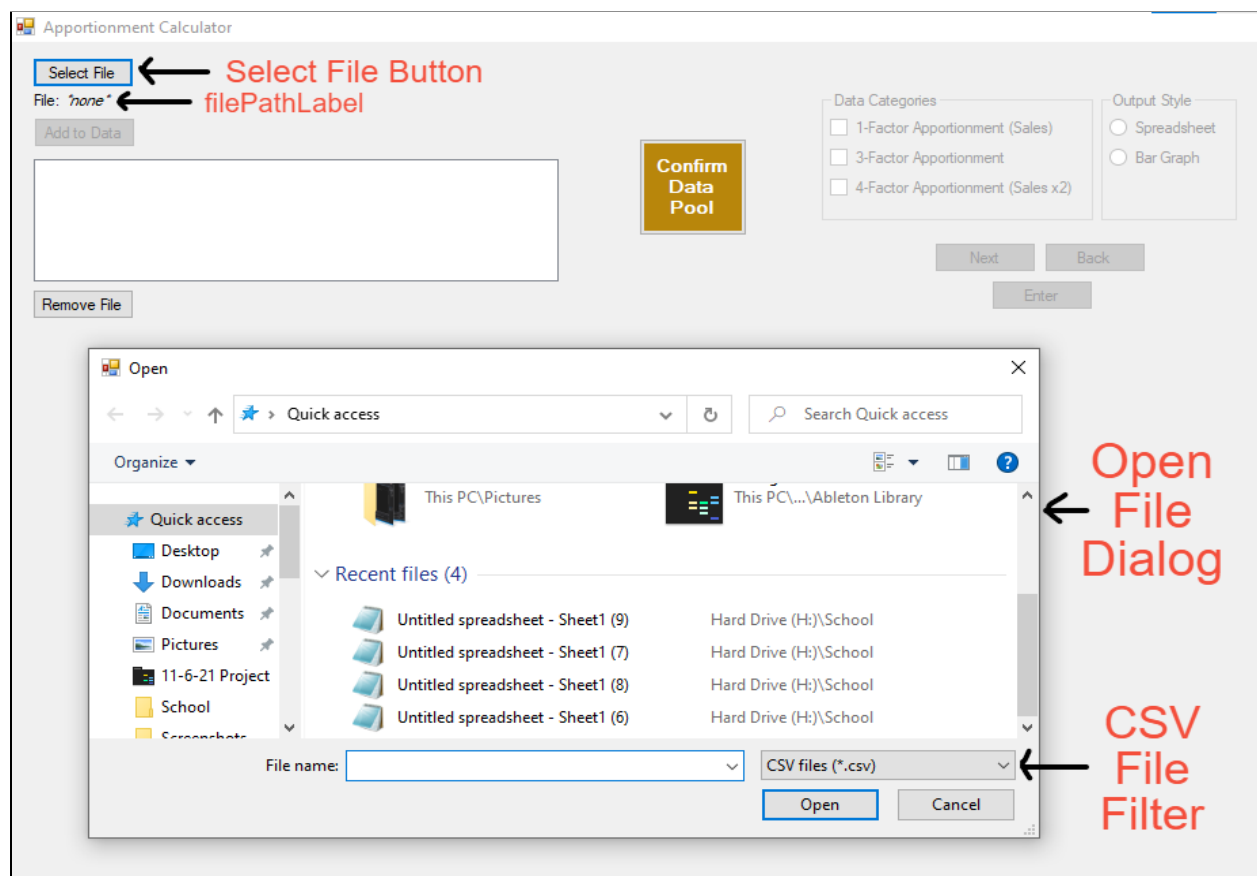 Apportionment Calculator
Select File
Select File Button
File: "none"
filePathLabel
Add to Data
Confirm
Data
Pool
Data Categories
1-Factor Apportionment (Sales)
3-Factor Apportionment
4-Factor Apportionment (Sales x2)
Output Style
Spreadsheet
Bar Graph
Next
Back
Enter
Remove File
Open
Quick access
Search Quick access
Organize
Quick access
Desktop
Downloads
Documents
Pictures
11-6-21 Project
School
Screenshots
This PC\Pictures
This PC\...\Ableton Library
Recent files (4)
Untitled spreadsheet - Sheet1 (9) Hard Drive (H:)\School
Untitled spreadsheet - Sheet1 (7) Hard Drive (H:)\School
Untitled spreadsheet - Sheet1 (8) Hard Drive (H:)\School
Untitled spreadsheet - Sheet1 (6) Hard Drive (H:)\School
File name:
CSV files (*.csv)
Open
Cancel
Open
File
Dialog
CSV
File
Filter